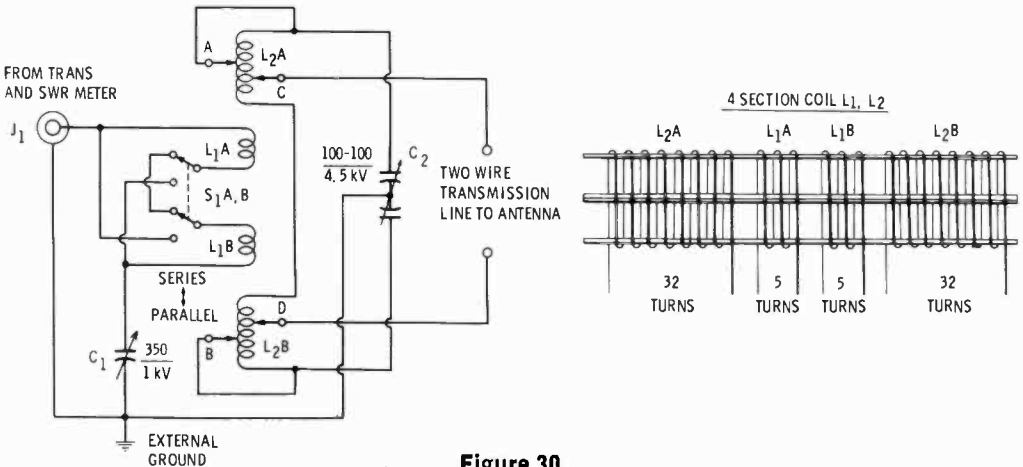 FROM TRANS
AND SWR METER
J1
A
L2A
C
L1A
S1A, B
L1B
SERIES
PARALLEL
C1
350
1 kV
100-100
4.5 kV
C2
TWO WIRE
TRANSMISSION
LINE TO ANTENNA
D
B
L2B
EXTERNAL
GROUND
4 SECTION COIL L1, L2
L2A L1A L1B L2B
32 5 5 32
TURNS TURNS TURNS TURNS
Figure 30